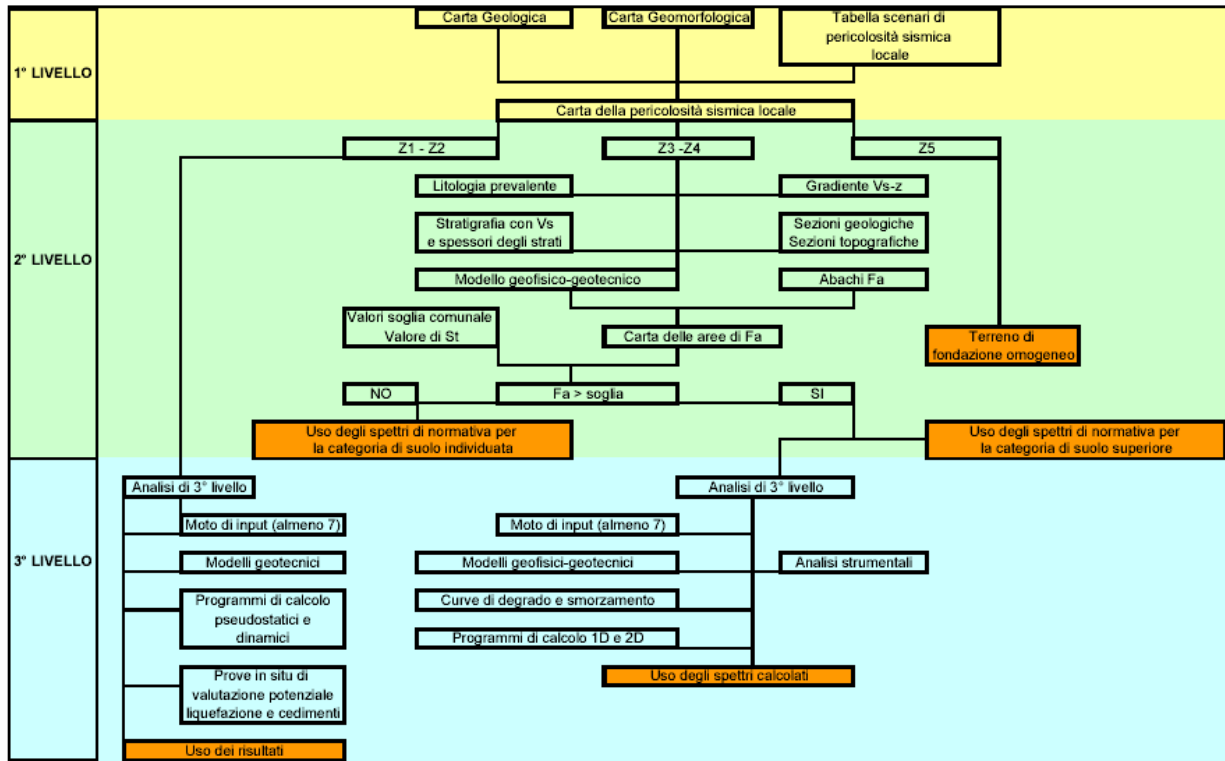 Carta Geologica
Carta Geomorfologica
Tabella scenari di
pericolosità sismica
locale
1° LIVELLO
Carta della pericolosità sismica locale
Z1 - Z2
Z3 -Z4
Z5
Litologia prevalente
Gradiente Vs-z
Stratigrafia con Vs
e spessori degli strati
Sezioni geologiche
Sezioni topografiche
2° LIVELLO
Modello geofisico-geotecnico
Abachi Fa
Valori soglia comunale
Valore di St
Carta delle aree di Fa
Terreno di
fondazione omogeneo
NO
Fa > soglia
SI
Uso degli spettri di normativa per
la categoria di suolo individuata
Uso degli spettri di normativa per
la categoria di suolo superiore
Analisi di 3° livello
Analisi di 3° livello
Moto di input (almeno 7)
Moto di input (almeno 7)
3° LIVELLO
Modelli geotecnici
Modelli geofisici-geotecnici
Analisi strumentali
Programmi di calcolo
pseudostatici e
dinamici
Curve di degrado e smorzamento
Programmi di calcolo 1D e 2D
Prove in situ di
valutazione potenziale
liquefazione e cedimenti
Uso degli spettri calcolati
Uso dei risultati